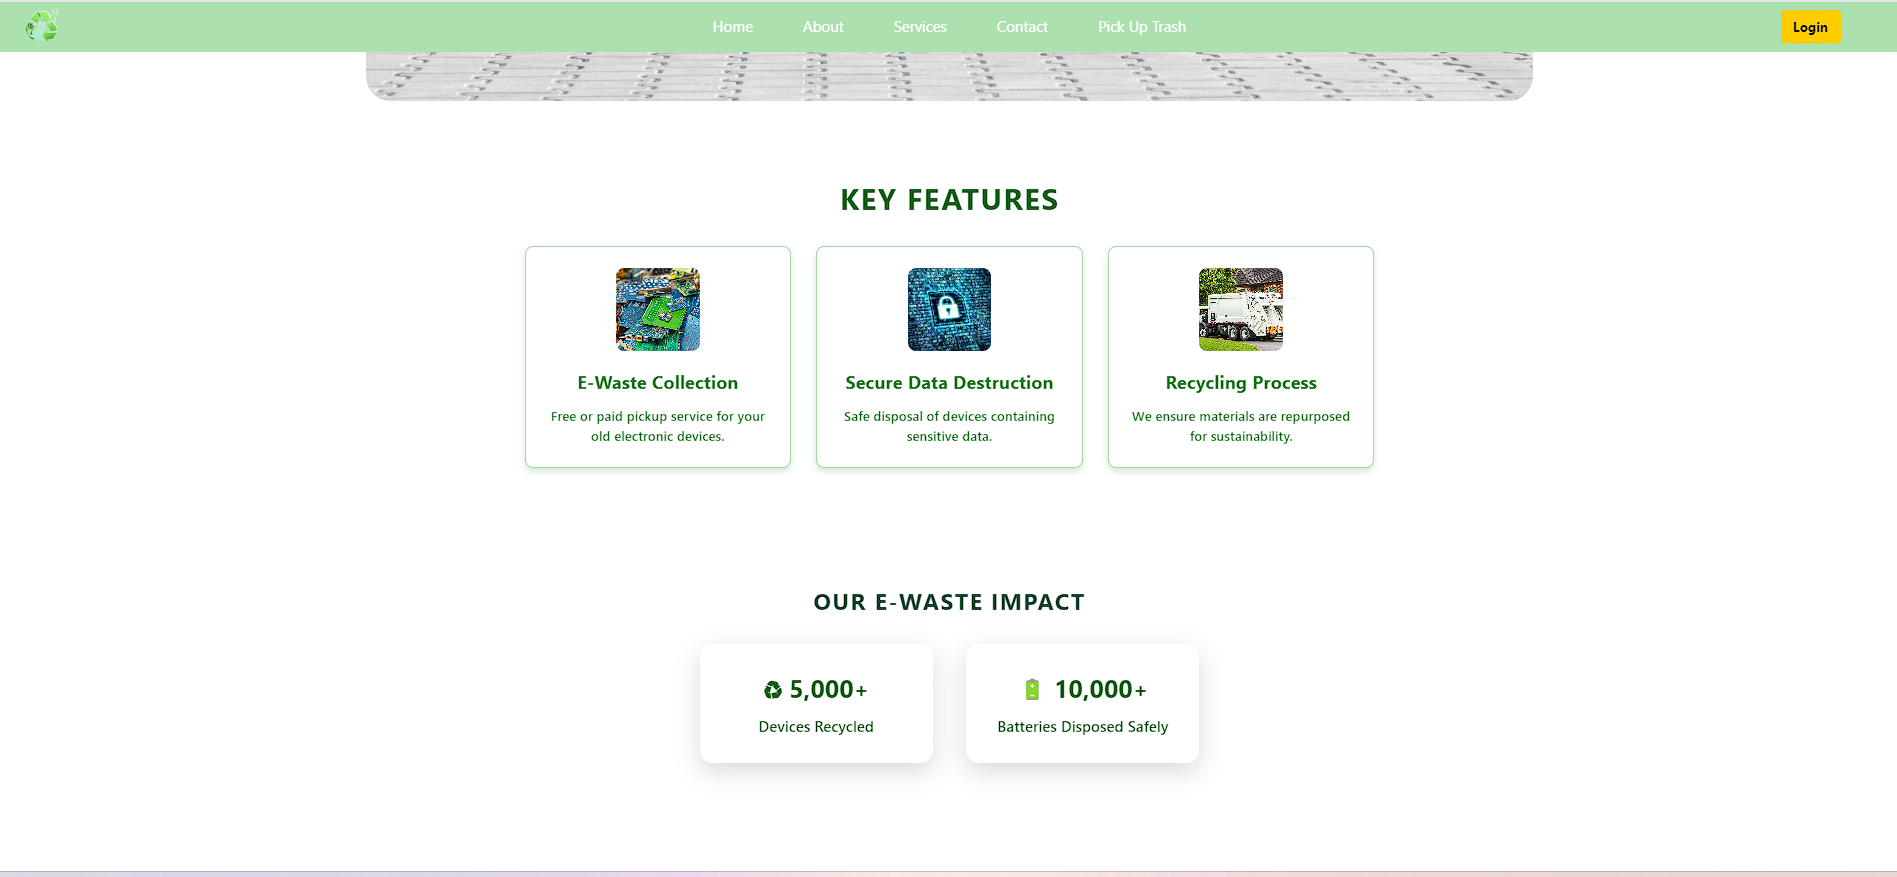 Home About Services Contact Pick Up Trash Login
KEY FEATURES
E-Waste Collection
Free or paid pickup service for your
old electronic devices.
Secure Data Destruction
Safe disposal of devices containing
sensitive data.
Recycling Process
We ensure materials are repurposed
for sustainability.
OUR E-WASTE IMPACT
♻ 5,000+
Devices Recycled
🔋 10,000+
Batteries Disposed Safely